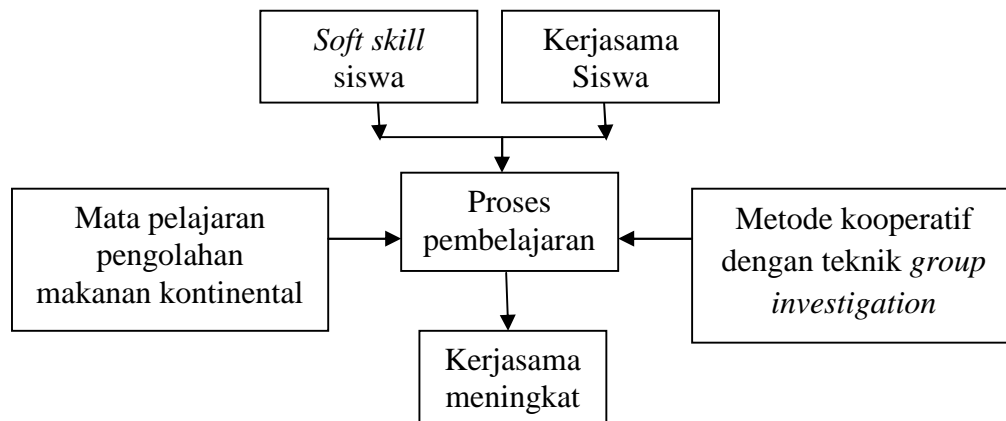 Soft skill
siswa
Kerjasama
Siswa
Mata pelajaran
pengolahan
makanan kontinental
Proses
pembelajaran
Metode kooperatif
dengan teknik group
investigation
Kerjasama
meningkat